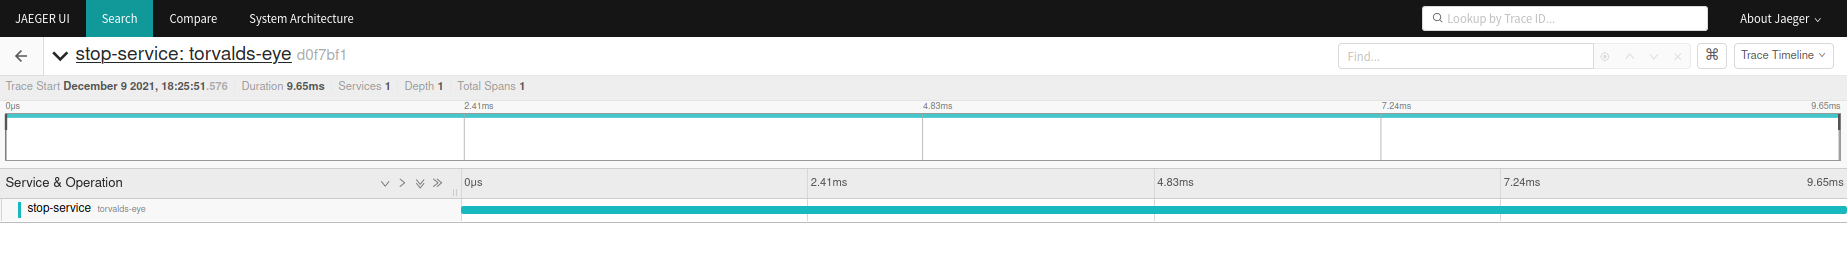 JAEGER UI Search Compare System Architecture Lookup by Trace ID... About Jaeger
stop-service: torvalds-eye d0f7bf1 Find... ⌘ Trace Timeline
Trace Start December 9 2021, 18:25:51.576 Duration 9.65ms Services 1 Depth 1 Total Spans 1
0μs 2.41ms 4.83ms 7.24ms 9.65ms
Service & Operation 0μs 2.41ms 4.83ms 7.24ms 9.65ms
stop-service torvalds-eye